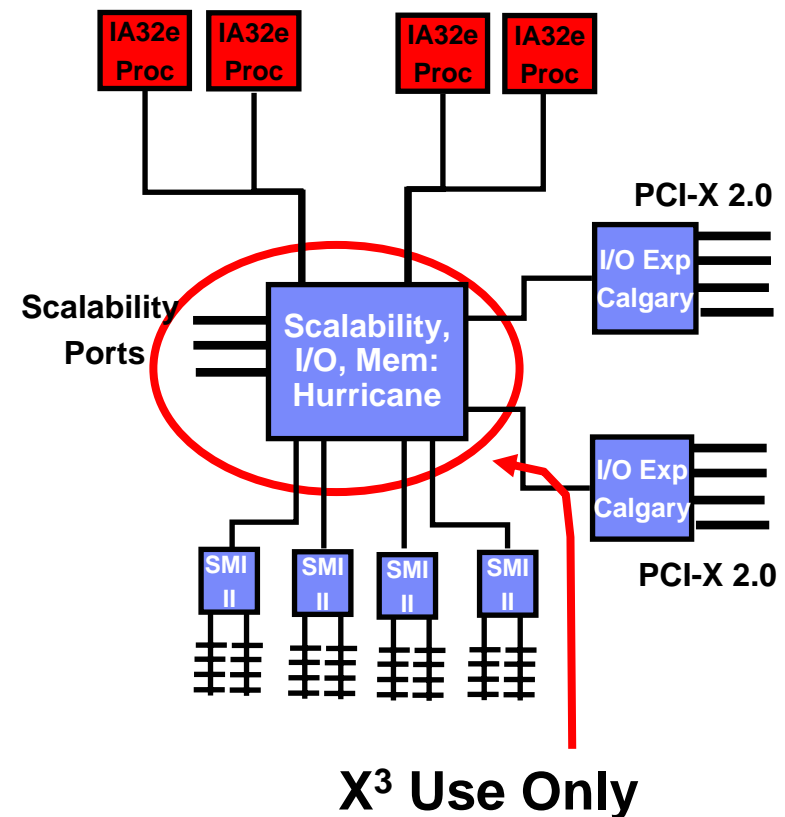 IA32e
Proc
IA32e
Proc
IA32e
Proc
IA32e
Proc
PCI-X 2.0
I/O Exp
Calgary
Scalability
Ports
Scalability,
I/O, Mem:
Hurricane
I/O Exp
Calgary
PCI-X 2.0
SMI
II
SMI
II
SMI
II
SMI
II
X³ Use Only